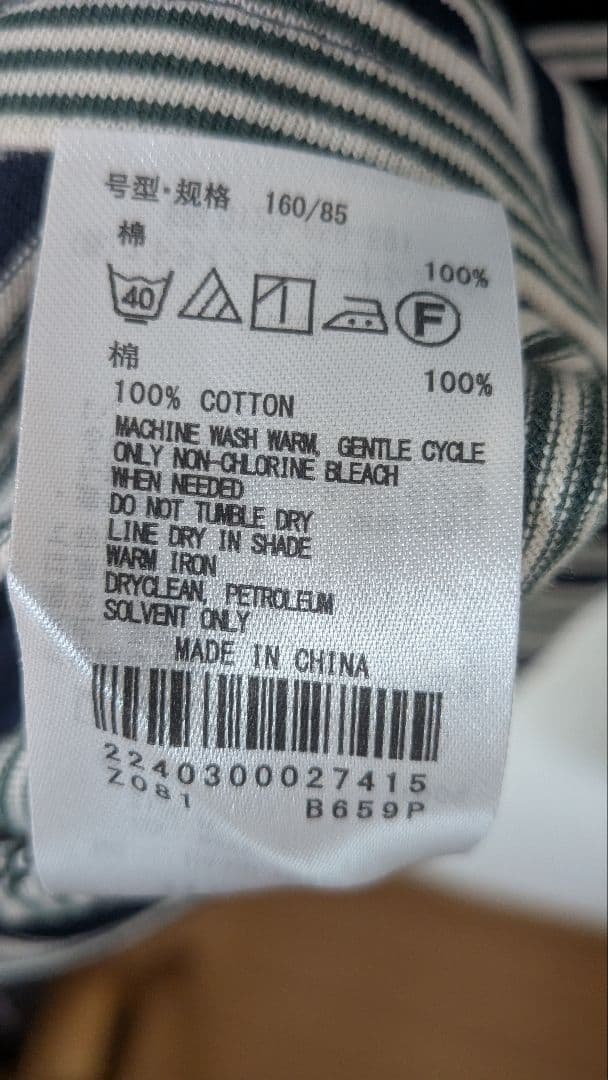 号型·规格 160/85
棉 100%
40 F
棉 100%
100% COTTON
MACHINE WASH WARM, GENTLE CYCLE
ONLY NON-CHLORINE BLEACH
WHEN NEEDED
DO NOT TUMBLE DRY
LINE DRY IN SHADE
WARM IRON
DRYCLEAN, PETROLEUM
SOLVENT ONLY
MADE IN CHINA
2240300027415
Z081 B659P